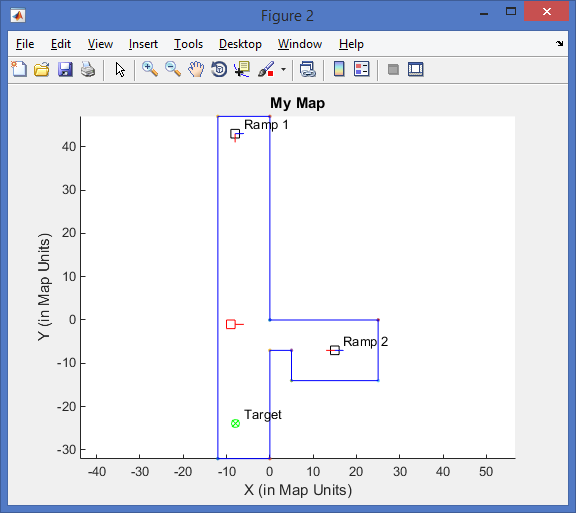 Figure 2
File Edit View Insert Tools Desktop Window Help
My Map
Ramp 1
Ramp 2
Target
Y (in Map Units)
40
30
20
10
0
-10
-20
-30
-40 -30 -20 -10 0 10 20 30 40 50
X (in Map Units)